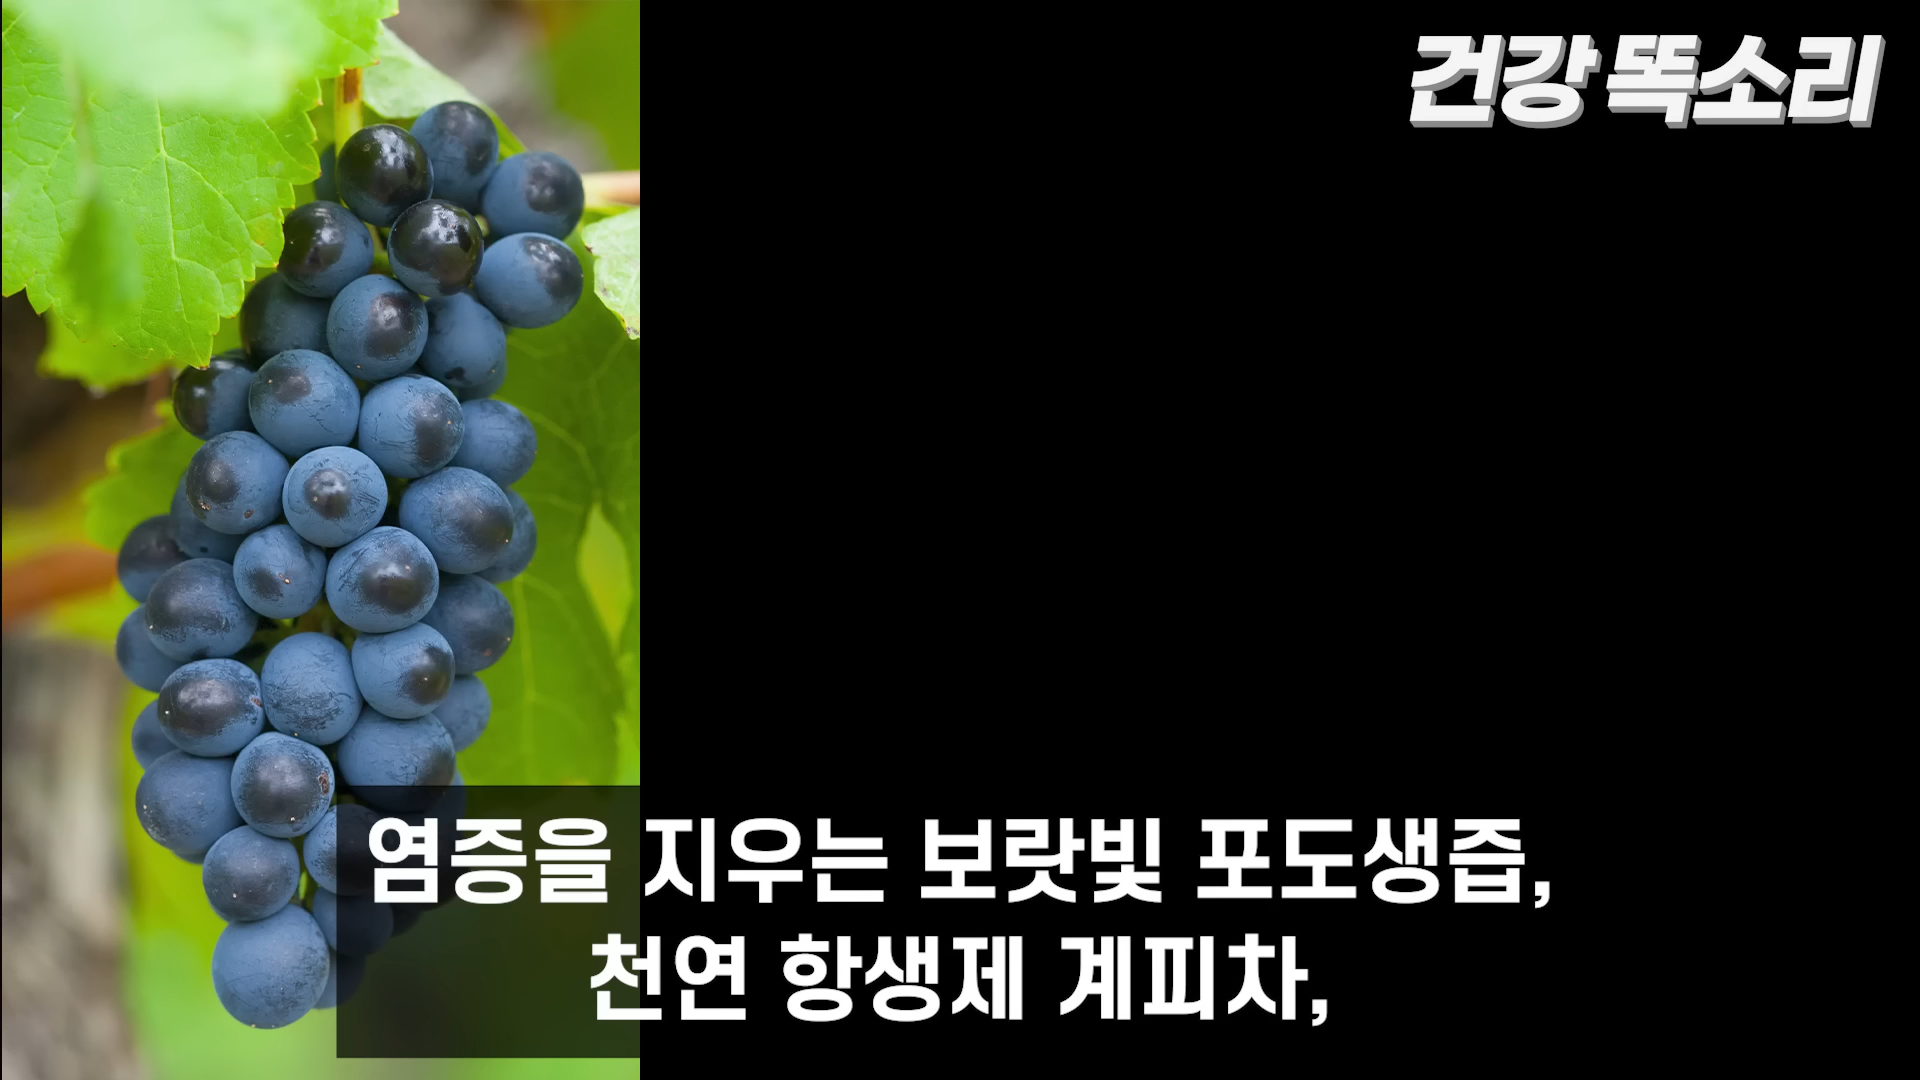 건강 똑소리
염증을 지우는 보랏빛 포도생즙,
천연 항생제 계피차,